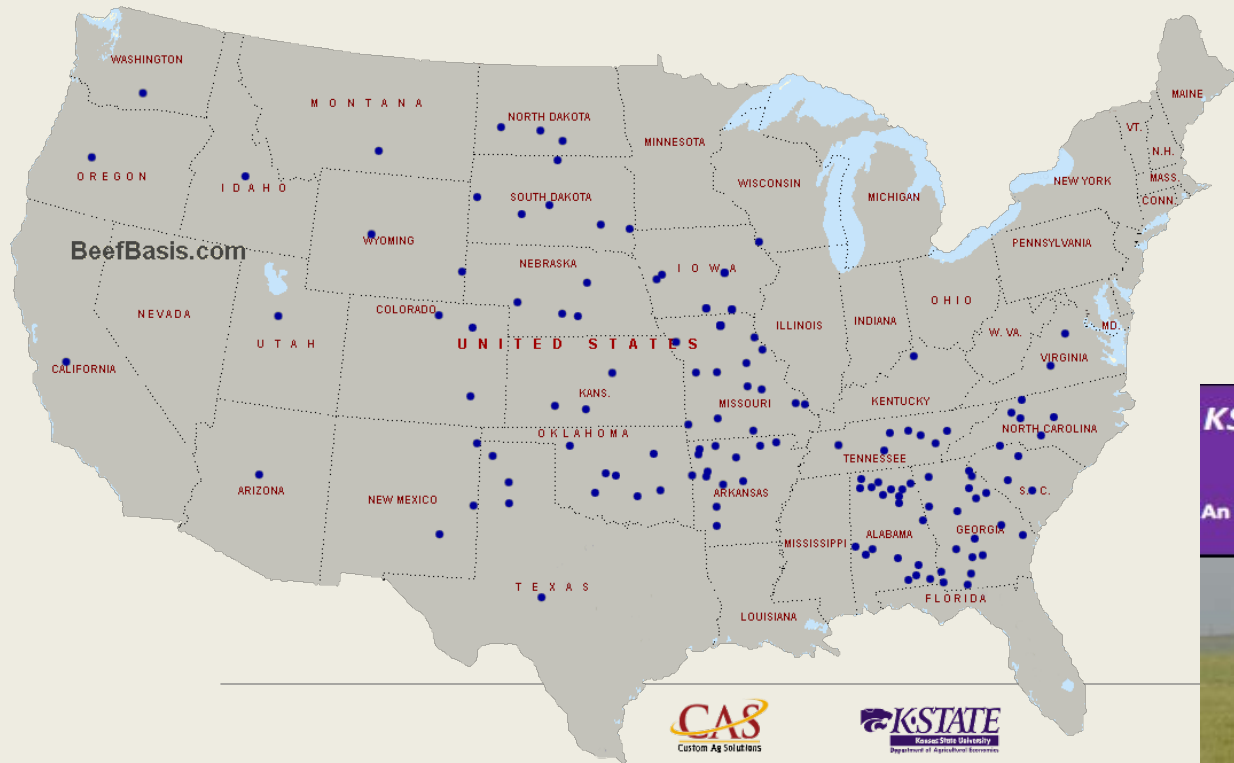 WASHINGTON
MONTANA
NORTH DAKOTA
MINNESOTA
MAINE
VT.
N.H.
OREGON
IDAHO
SOUTH DAKOTA
WISCONSIN
MICHIGAN
NEW YORK
MASS.
CONN.
WYOMING
BeefBasis.com
NEBRASKA
IOWA
PENNSYLVANIA
NEVADA
UTAH
COLORADO
UNITED STATES
ILLINOIS
INDIANA
OHIO
W. VA.
MD.
VIRGINIA
CALIFORNIA
KANS.
MISSOURI
KENTUCKY
KS
OKLAHOMA
NORTH CAROLINA
TENNESSEE
ARIZONA
NEW MEXICO
ARKANSAS
S. C.
An
MISSISSIPPI
ALABAMA
GEORGIA
TEXAS
FLORIDA
LOUISIANA
CAS
Custom Ag Solutions
K-STATE
Kansas State University
Department of Agricultural Economics